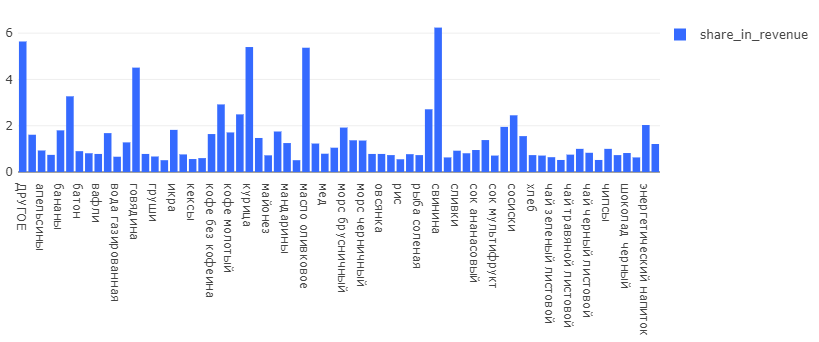 share_in_revenue
6
4
2
0
ДРУГОЕ
апельсины
бананы
батон
вафли
вода газированная
говядина
груши
икра
кексы
кофе без кофеина
кофе молотый
курица
майонез
мандарины
масло оливковое
мед
морс брусничный
морс черничный
овсянка
рис
рыба соленая
свинина
сливки
сок ананасовый
сок мультифрукт
сосиски
хлеб
чай зеленый листовой
чай травяной листовой
чай черный листовой
чипсы
шоколад черный
энергетический напиток